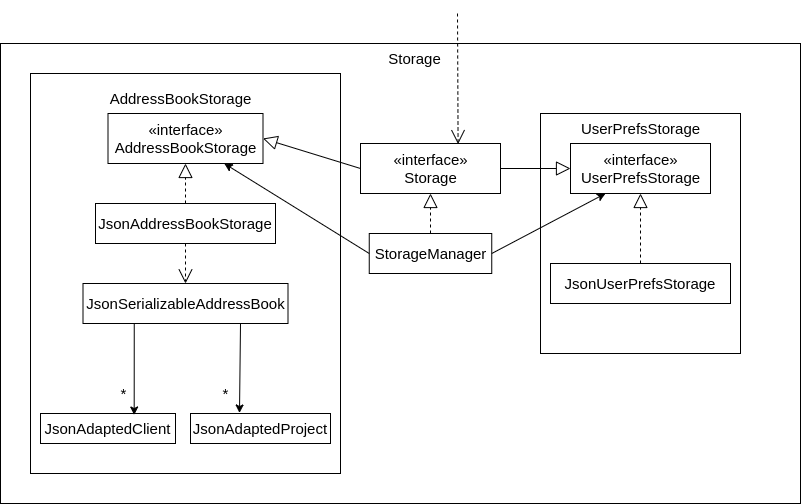 Storage
AddressBookStorage
«interface»
AddressBookStorage
UserPrefsStorage
«interface»
Storage
«interface»
UserPrefsStorage
JsonAddressBookStorage
StorageManager
JsonSerializableAddressBook
JsonUserPrefsStorage
*
*
JsonAdaptedClient
JsonAdaptedProject